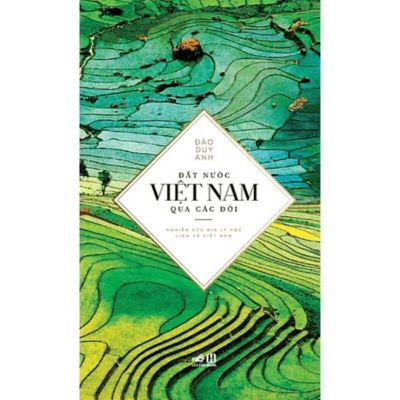 ĐÀO
DUY
ANH
ĐẤT NƯỚC
VIỆT NAM
QUA CÁC ĐỜI
NGHIÊN CỨU ĐỊA LÝ HỌC
LỊCH SỬ VIỆT NAM